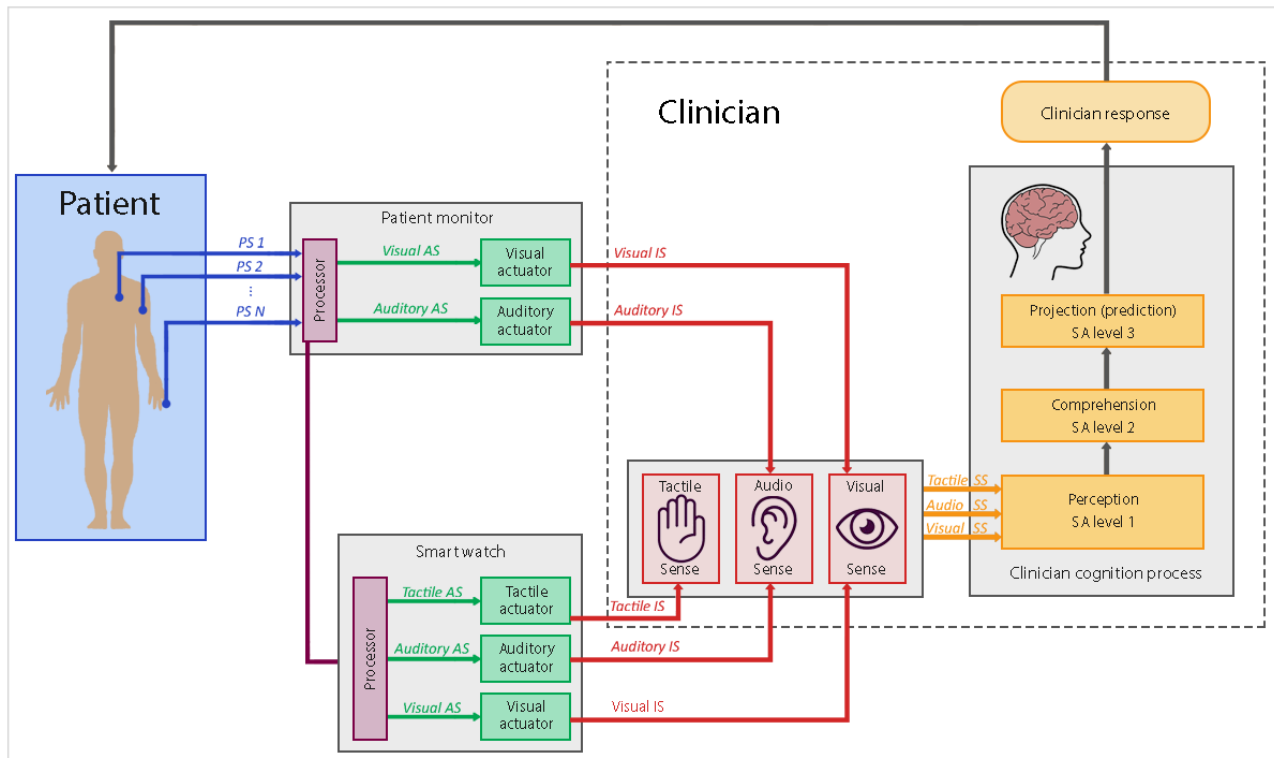 Clinician
Clinician response
Patient
Patient monitor
PS 1
PS 2
⋮
PS N
Processor
Visual AS
Visual
actuator
Visual IS
Auditory AS
Auditory
actuator
Auditory IS
Projection (prediction)
SA level 3
Comprehension
SA level 2
Tactile
Sense
Audio
Sense
Visual
Sense
Tactile SS
Audio SS
Visual SS
Perception
SA level 1
Clinician cognition process
Smart watch
Processor
Tactile AS
Tactile
actuator
Tactile IS
Auditory AS
Auditory
actuator
Auditory IS
Visual AS
Visual
actuator
Visual IS